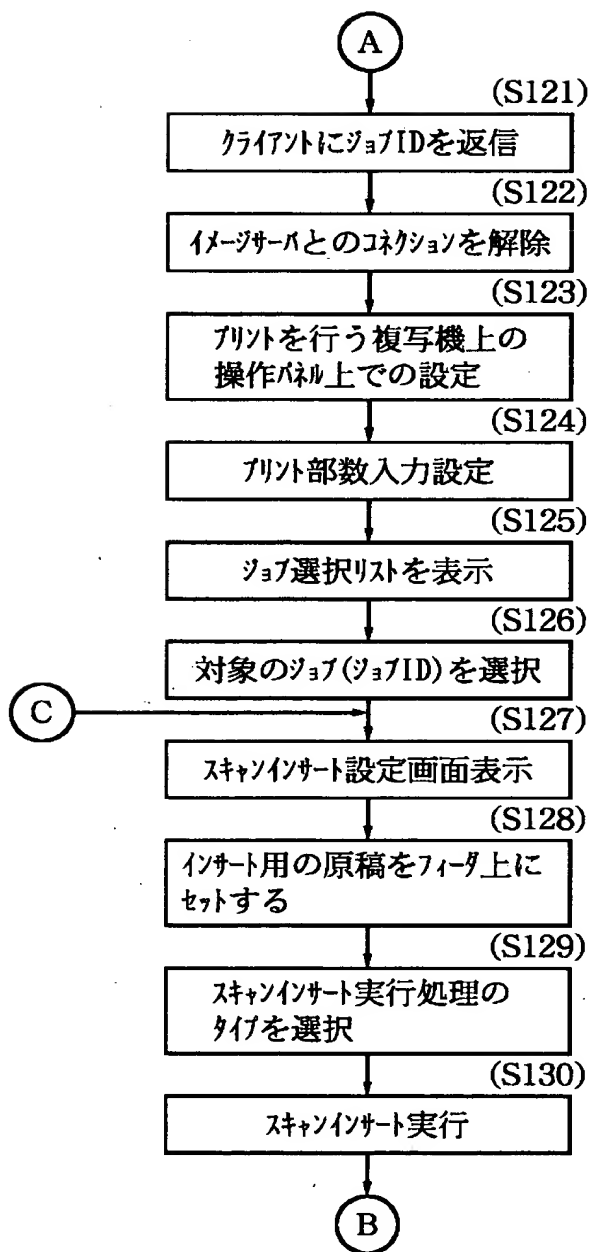 A
(S121)
クライアントにジョブIDを返信
(S122)
イメージサーバとのコネクションを解除
(S123)
プリントを行う複写機上の
操作パネル上での設定
(S124)
プリント部数入力設定
(S125)
ジョブ選択リストを表示
(S126)
対象のジョブ(ジョブID)を選択
C
(S127)
スキャンインサート設定画面表示
(S128)
インサート用の原稿をフィーダ上に
セットする
(S129)
スキャンインサート実行処理の
タイプを選択
(S130)
スキャンインサート実行
B